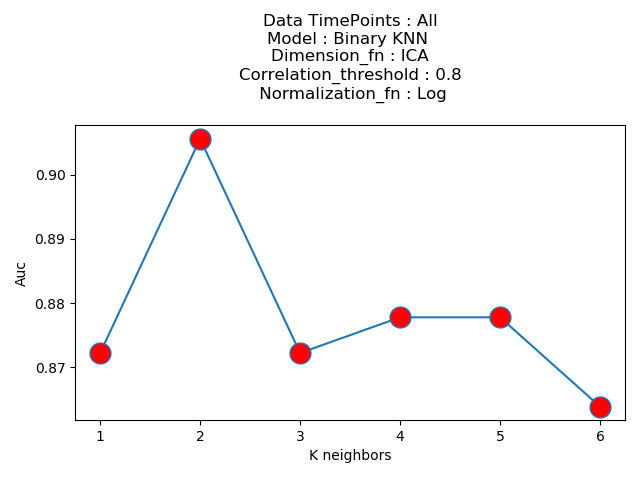 Data TimePoints : All
Model : Binary KNN
Dimension_fn : ICA
Correlation_threshold : 0.8
Normalization_fn : Log
0.90
0.89
0.88
0.87
Auc
1 2 3 4 5 6
K neighbors